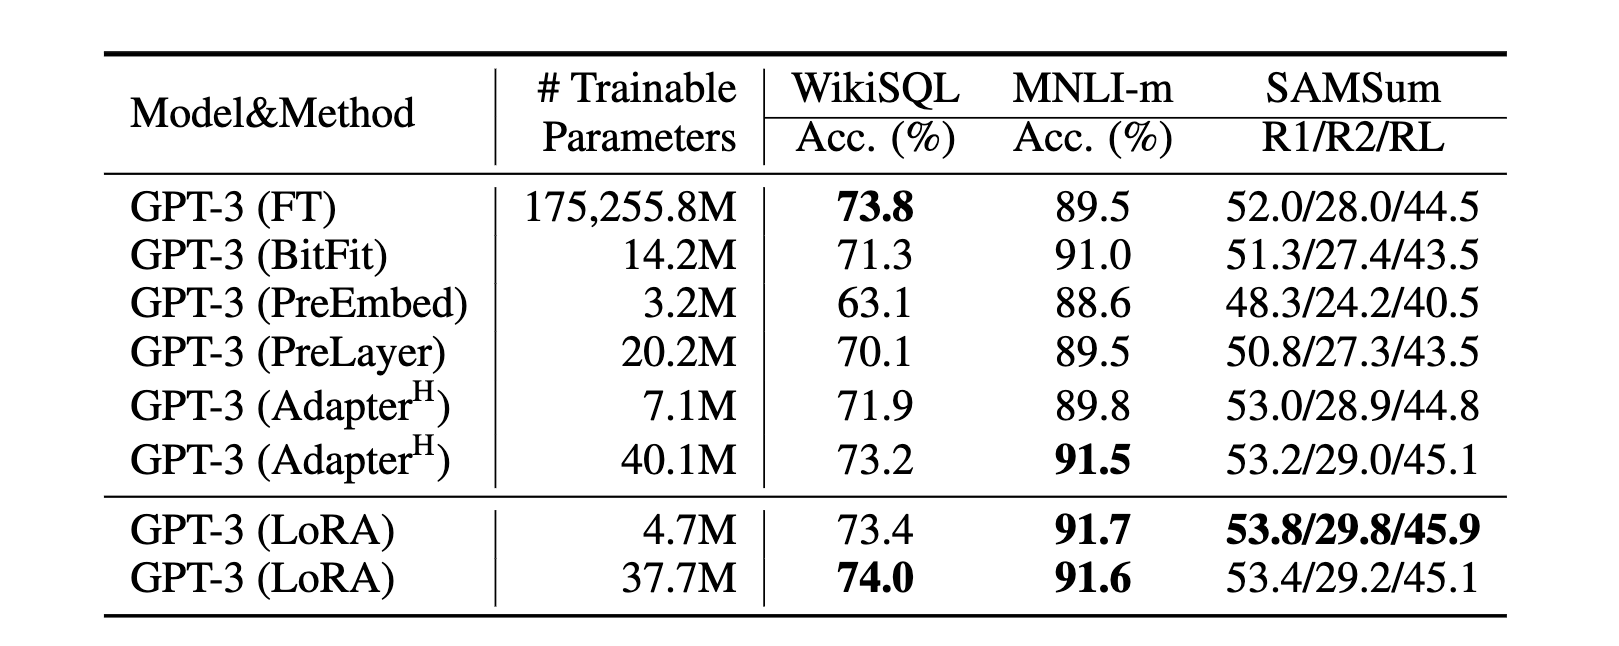 Model&Method # Trainable Parameters WikiSQL MNLI-m SAMSum
Acc. (%) Acc. (%) R1/R2/RL
GPT-3 (FT) 175,255.8M 73.8 89.5 52.0/28.0/44.5
GPT-3 (BitFit) 14.2M 71.3 91.0 51.3/27.4/43.5
GPT-3 (PreEmbed) 3.2M 63.1 88.6 48.3/24.2/40.5
GPT-3 (PreLayer) 20.2M 70.1 89.5 50.8/27.3/43.5
GPT-3 (Adapter^H) 7.1M 71.9 89.8 53.0/28.9/44.8
GPT-3 (Adapter^H) 40.1M 73.2 91.5 53.2/29.0/45.1
GPT-3 (LoRA) 4.7M 73.4 91.7 53.8/29.8/45.9
GPT-3 (LoRA) 37.7M 74.0 91.6 53.4/29.2/45.1